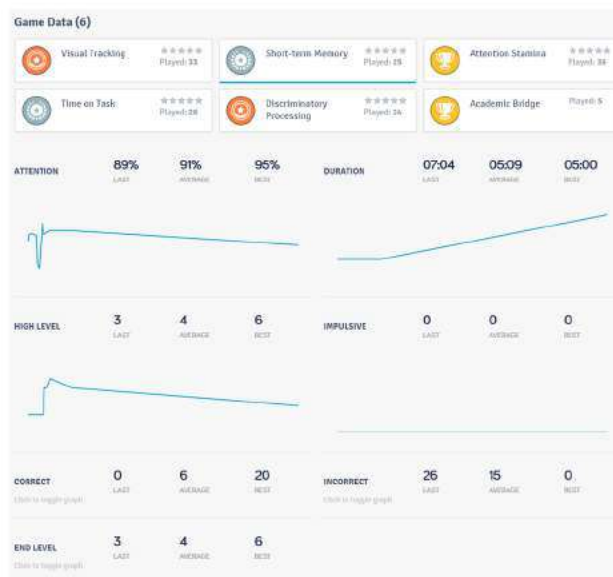 Game Data (6)
Visual Tracking
Played: 33
Short-term Memory
Played: 15
Attention Stamina
Played: 36
Time on Task
Played: 28
Discriminatory
Processing
Played: 24
Academic Bridge
Played: 5
ATTENTION 89% 91% 95%
LAST AVERAGE BEST
DURATION 07:04 05:09 05:00
LAST AVERAGE BEST
HIGH LEVEL 3 4 6
LAST AVERAGE BEST
IMPULSIVE 0 0 0
LAST AVERAGE BEST
CORRECT 0 6 20
LAST AVERAGE BEST
Click to toggle graph
INCORRECT 26 15 0
LAST AVERAGE BEST
Click to toggle graph
END LEVEL 3 4 6
LAST AVERAGE BEST
Click to toggle graph